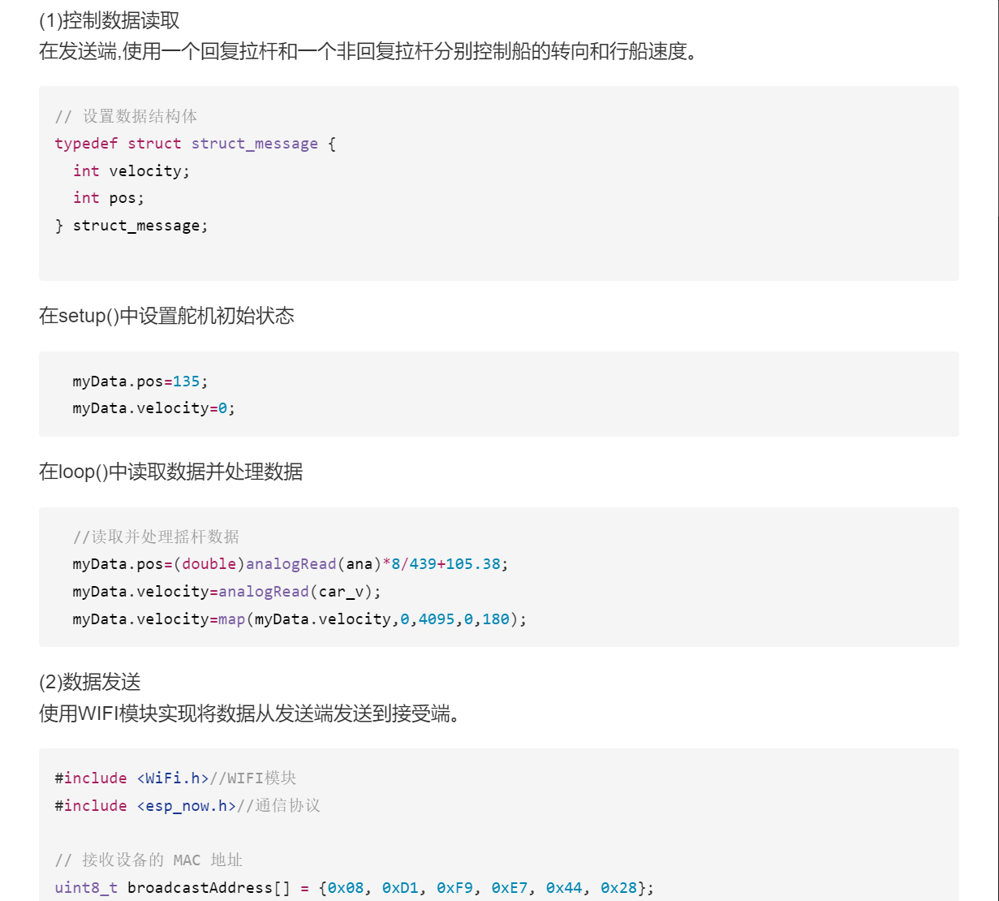 (1)控制数据读取
在发送端,使用一个回复拉杆和一个非回复拉杆分别控制船的转向和行船速度。
// 设置数据结构体
typedef struct struct_message {
  int velocity;
  int pos;
} struct_message;
在setup()中设置舵机初始状态
  myData.pos=135;
  myData.velocity=0;
在loop()中读取数据并处理数据
  //读取并处理摇杆数据
  myData.pos=(double)analogRead(ana)*8/439+105.38;
  myData.velocity=analogRead(car_v);
  myData.velocity=map(myData.velocity,0,4095,0,180);
(2)数据发送
使用WIFI模块实现将数据从发送端发送到接受端。
#include <WiFi.h>//WIFI模块
#include <esp_now.h>//通信协议
// 接收设备的 MAC 地址
uint8_t broadcastAddress[] = {0x08, 0xD1, 0xF9, 0xE7, 0x44, 0x28};